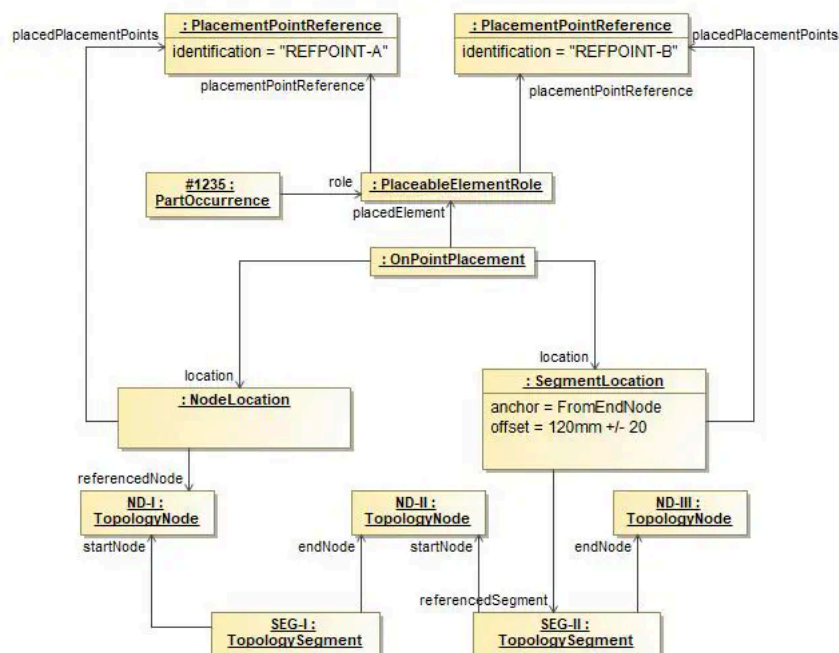 placedPlacementPoints
: PlacementPointReference
identification = "REFPOINT-A"
: PlacementPointReference
identification = "REFPOINT-B"
placedPlacementPoints
placementPointReference
placementPointReference
#1235 :
PartOccurrence
role
: PlaceableElementRole
placedElement
: OnPointPlacement
location
location
: NodeLocation
: SegmentLocation
anchor = FromEndNode
offset = 120mm +/- 20
referencedNode
ND-I :
TopologyNode
ND-II :
TopologyNode
ND-III :
TopologyNode
startNode
endNode
startNode
endNode
referencedSegment
SEG-I :
TopologySegment
SEG-II :
TopologySegment